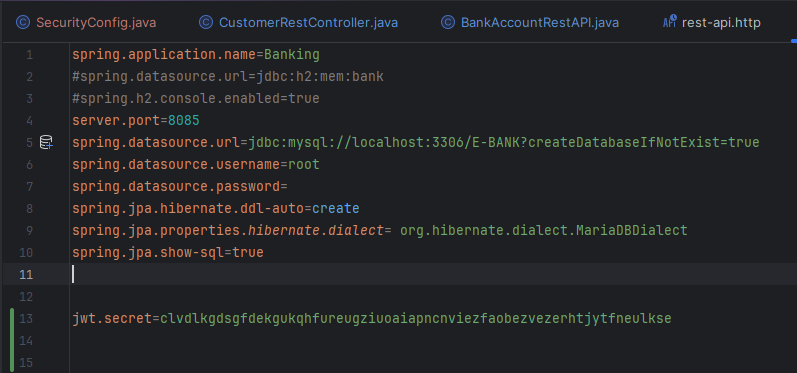 SecurityConfig.java CustomerRestController.java BankAccountRestAPI.java API rest-api.http
1 spring.application.name=Banking
2 #spring.datasource.url=jdbc:h2:mem:bank
3 #spring.h2.console.enabled=true
4 server.port=8085
5 spring.datasource.url=jdbc:mysql://localhost:3306/E-BANK?createDatabaseIfNotExist=true
6 spring.datasource.username=root
7 spring.datasource.password=
8 spring.jpa.hibernate.ddl-auto=create
9 spring.jpa.properties.hibernate.dialect= org.hibernate.dialect.MariaDBDialect
10 spring.jpa.show-sql=true
11
12
13 jwt.secret=clvdlkgdsgfdekgukqhfureugziuoaiapncnviezfaobezvezerhtjytfneulkse
14
15